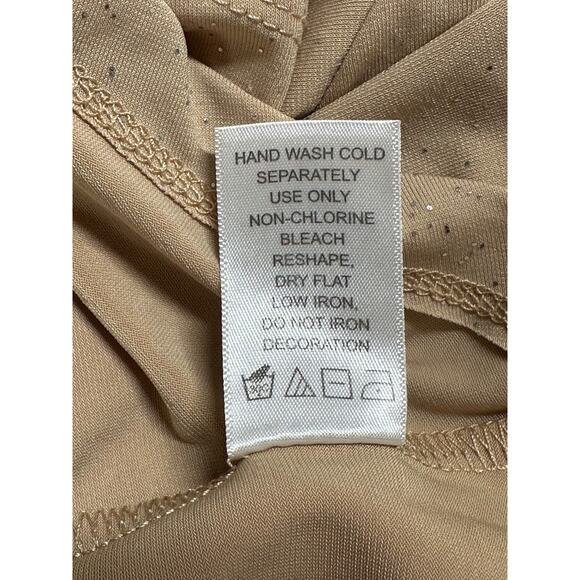 HAND WASH COLD
SEPARATELY
USE ONLY
NON-CHLORINE
BLEACH
RESHAPE,
DRY FLAT
LOW IRON,
DO NOT IRON
DECORATION